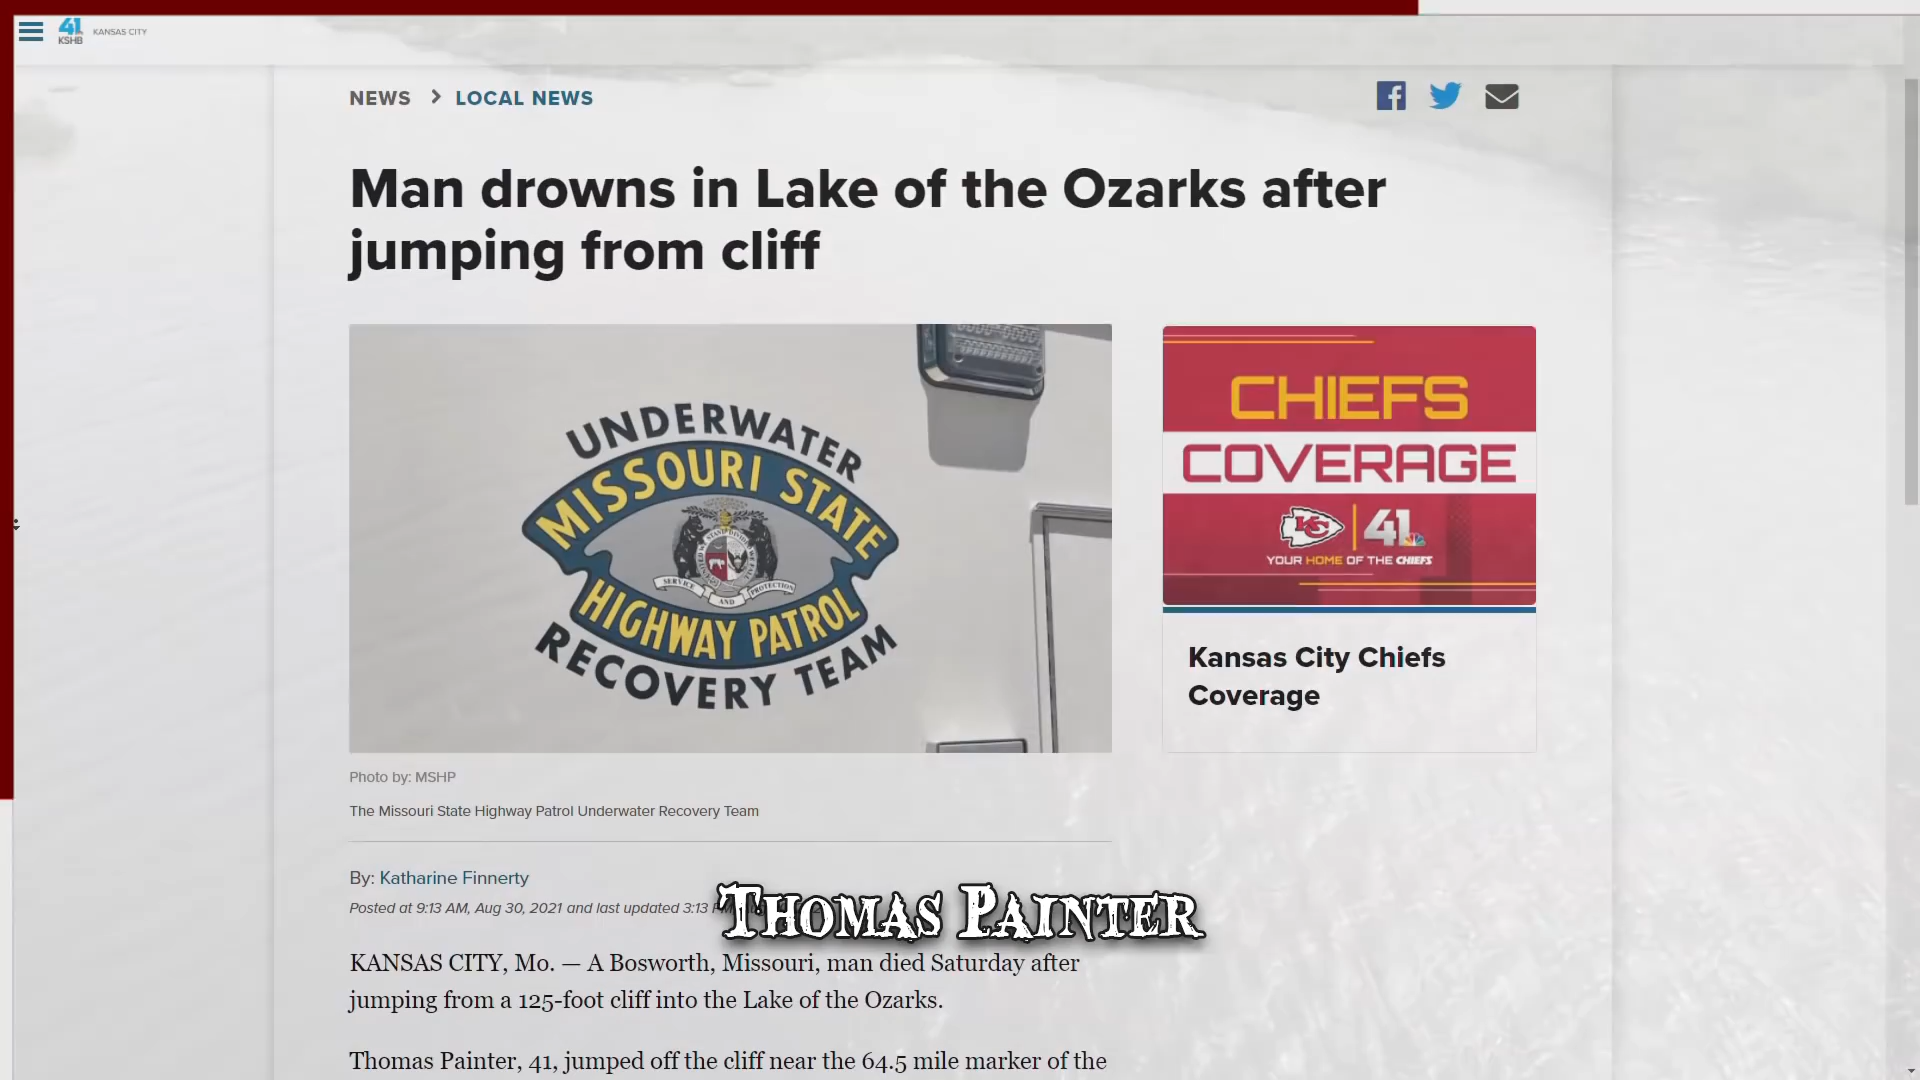 41
KSHB
KANSAS CITY
NEWS > LOCAL NEWS
Man drowns in Lake of the Ozarks after
jumping from cliff
UNDERWATER
MISSOURI STATE
SERVICE AND PROTECTION
HIGHWAY PATROL
RECOVERY TEAM
CHIEFS
COVERAGE
KC 41
YOUR HOME OF THE CHIEFS
Kansas City Chiefs
Coverage
Photo by: MSHP
The Missouri State Highway Patrol Underwater Recovery Team
By: Katharine Finnerty
Posted at 9:13 AM, Aug 30, 2021 and last updated 3:13
THOMAS PAINTER
KANSAS CITY, Mo. — A Bosworth, Missouri, man died Saturday after
jumping from a 125-foot cliff into the Lake of the Ozarks.
Thomas Painter, 41, jumped off the cliff near the 64.5 mile marker of the